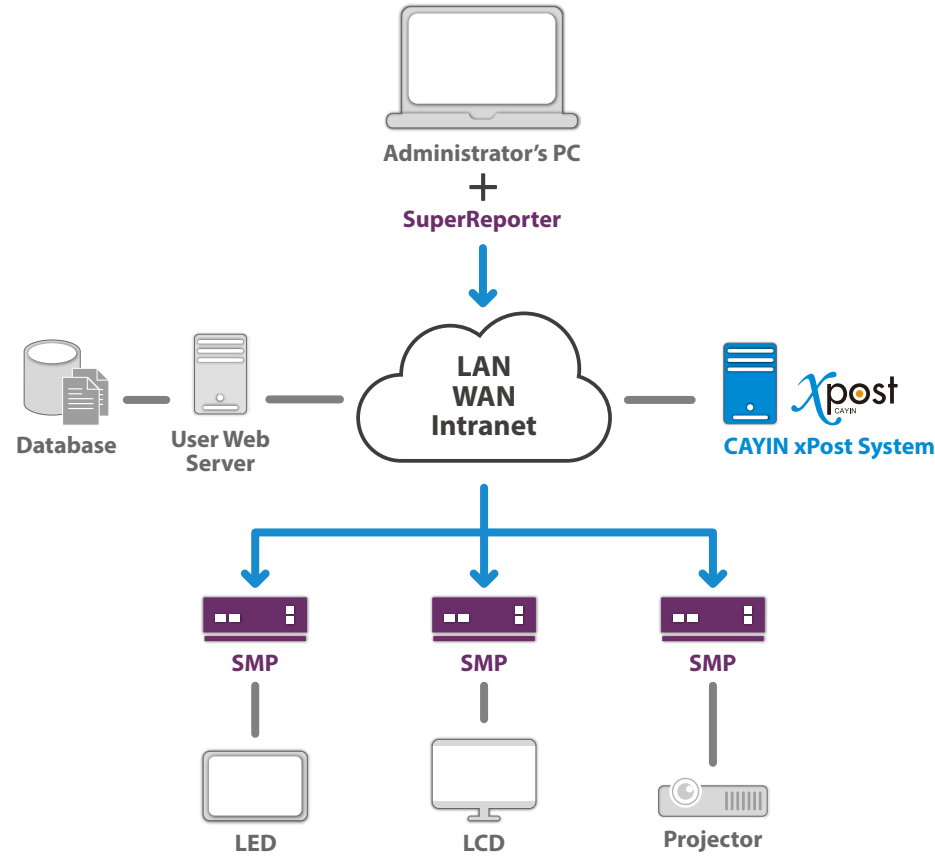 Administrator’s PC
+
SuperReporter
LAN
WAN
Intranet
Database
User Web
Server
Xpost
CAYIN
CAYIN xPost System
SMP
SMP
SMP
LED
LCD
Projector